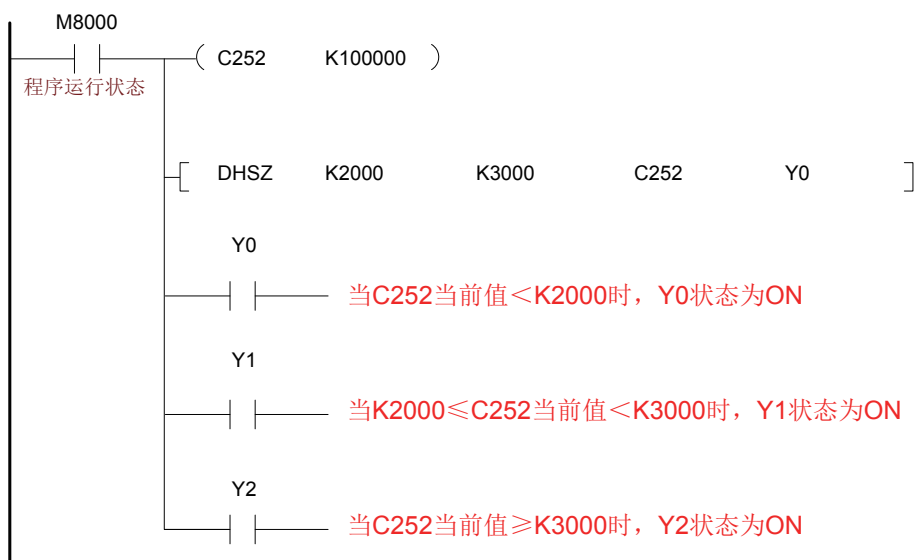 M8000
C252 K100000
程序运行状态
DHSZ K2000 K3000 C252 Y0
Y0
当C252当前值＜K2000时，Y0状态为ON
Y1
当K2000≤C252当前值＜K3000时，Y1状态为ON
Y2
当C252当前值≥K3000时，Y2状态为ON